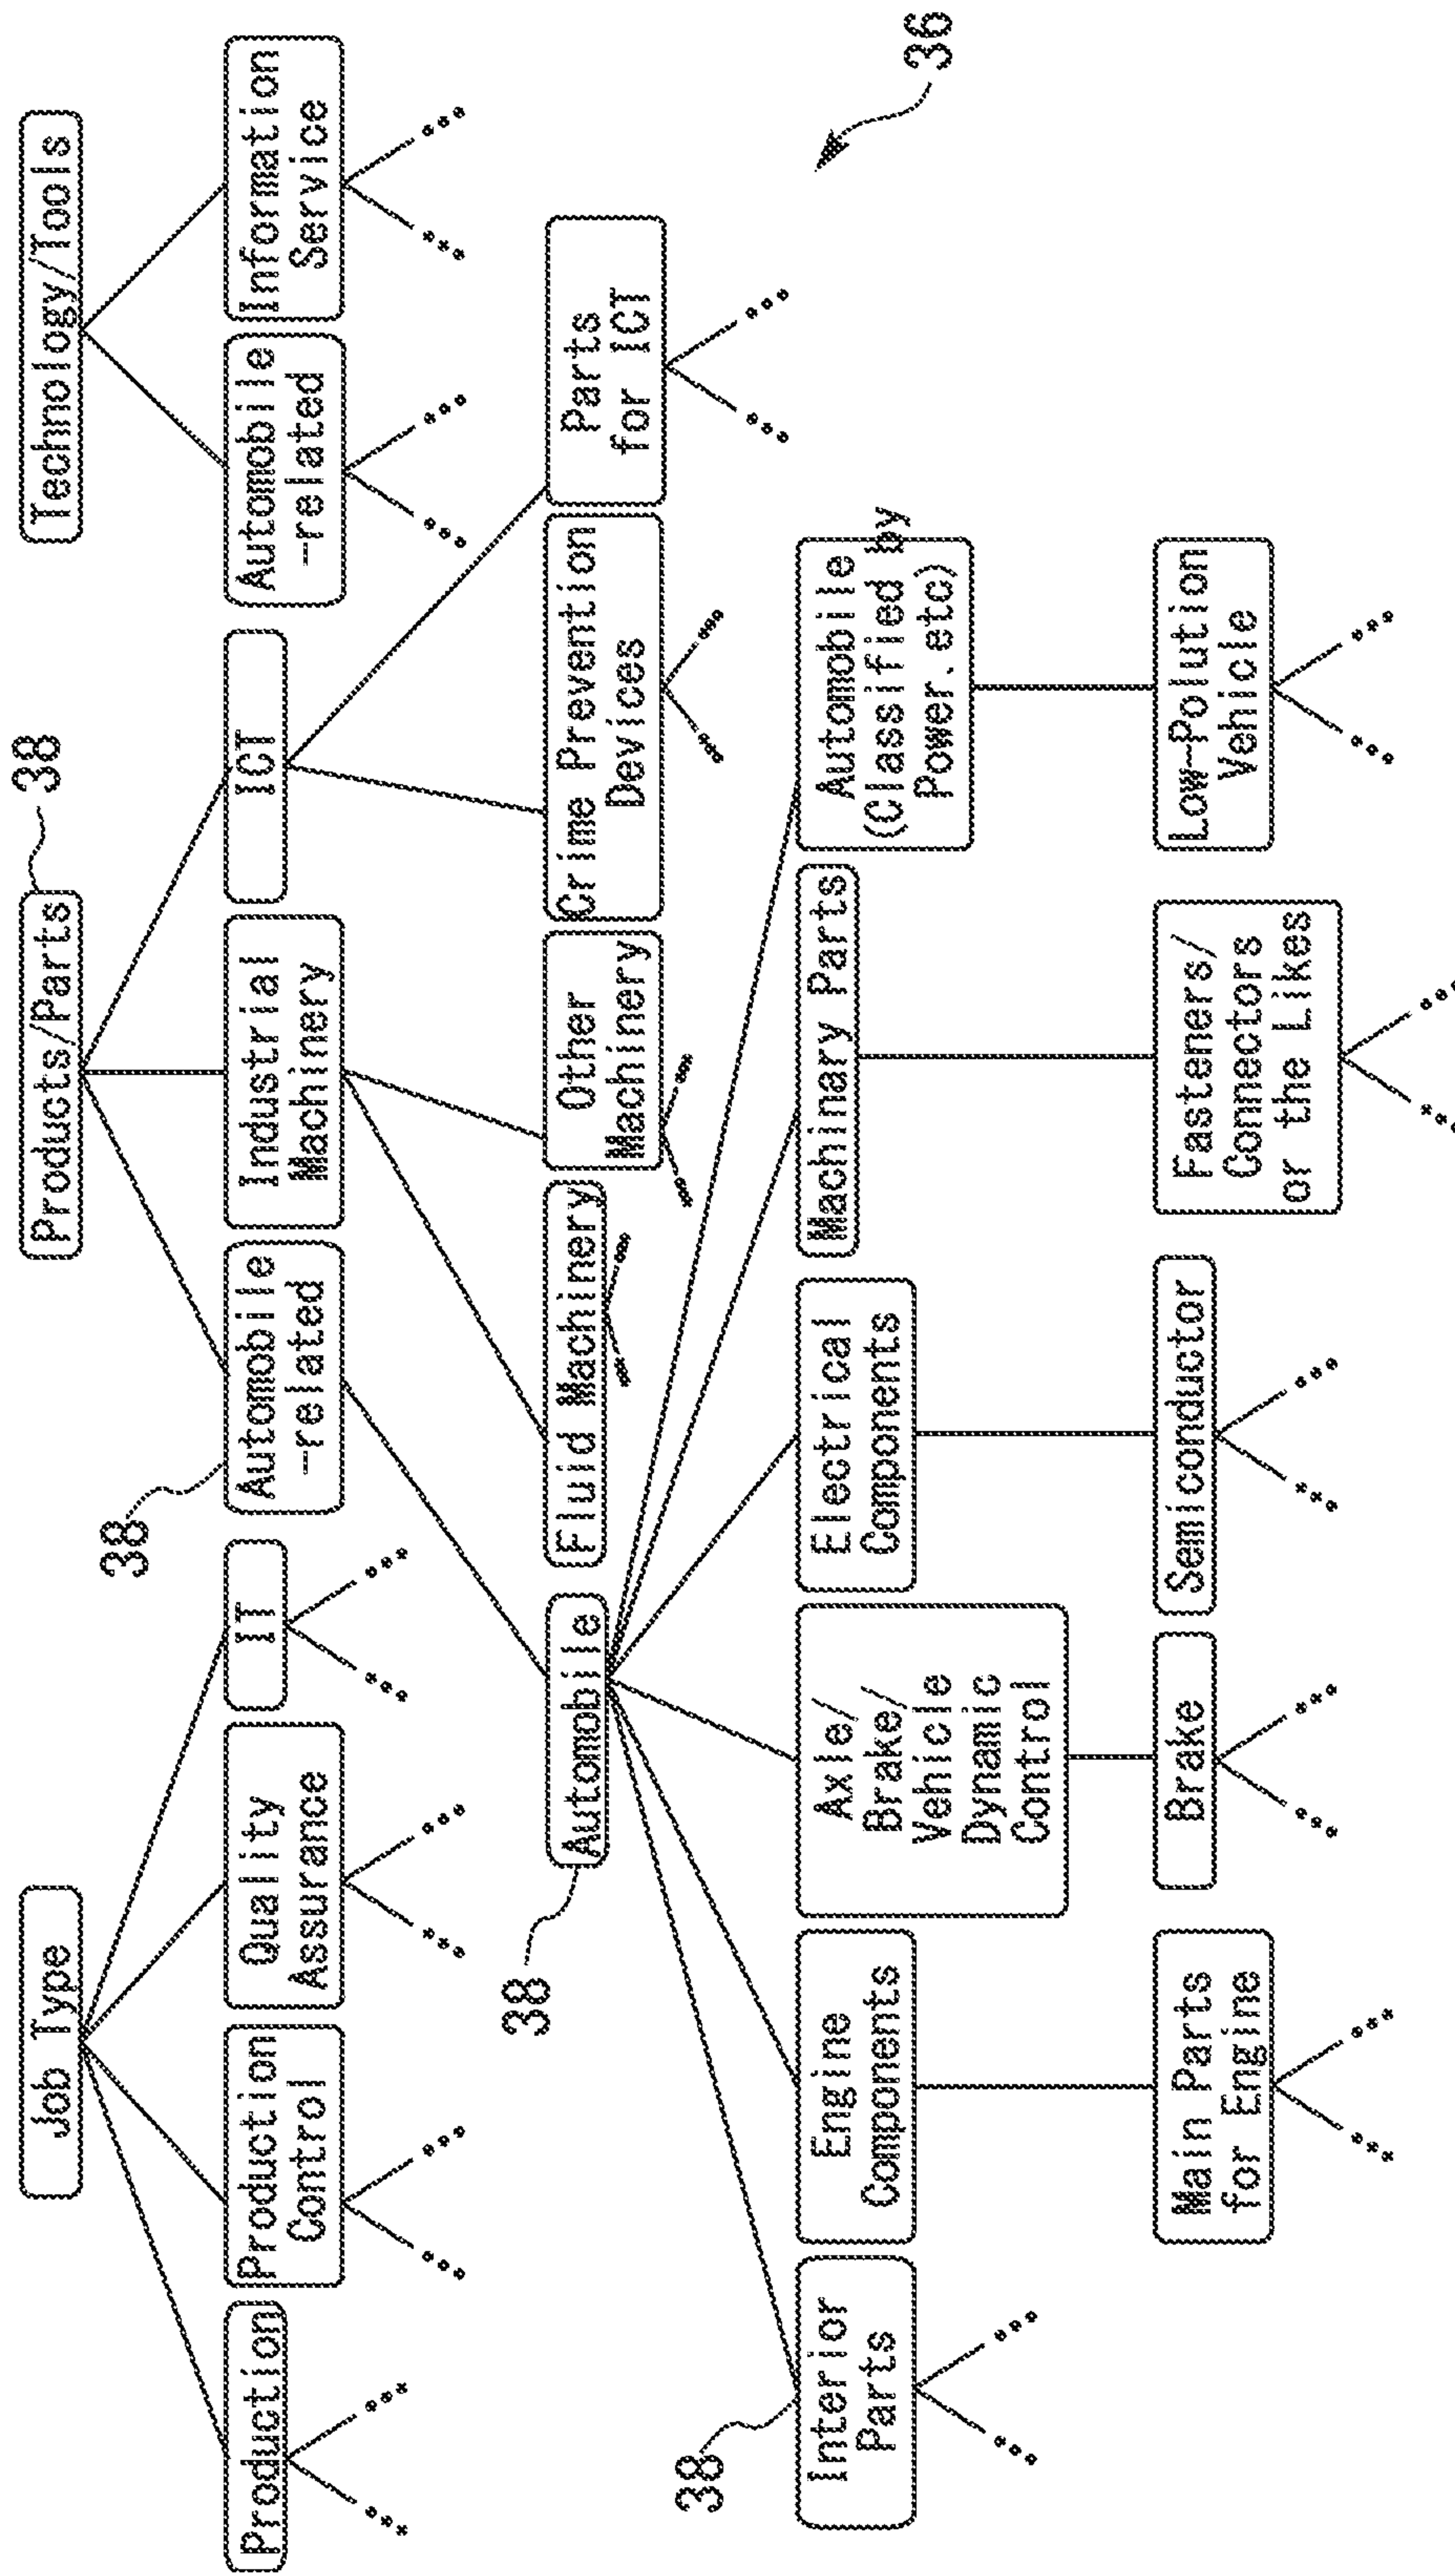 Job Type
Products/Parts
38
Technology/Tools
Production
Production
Control
Quality
Assurance
IT
38
Automobile
-related
Industrial
Machinery
ICT
Automobile
-related
Information
Service
38
Automobile
Fluid Machinery
Other
Machinery
Crime Prevention
Devices
Parts
for ICT
38
Interior
Parts
Engine
Components
Axle/
Brake/
Vehicle
Dynamic
Control
Electrical
Components
Machinary Parts
Automobile
(Classified by
Power.etc)
36
Main Parts
for Engine
Brake
Semiconductor
Fasteners/
Connectors
or the Likes
Low-Polution
Vehicle